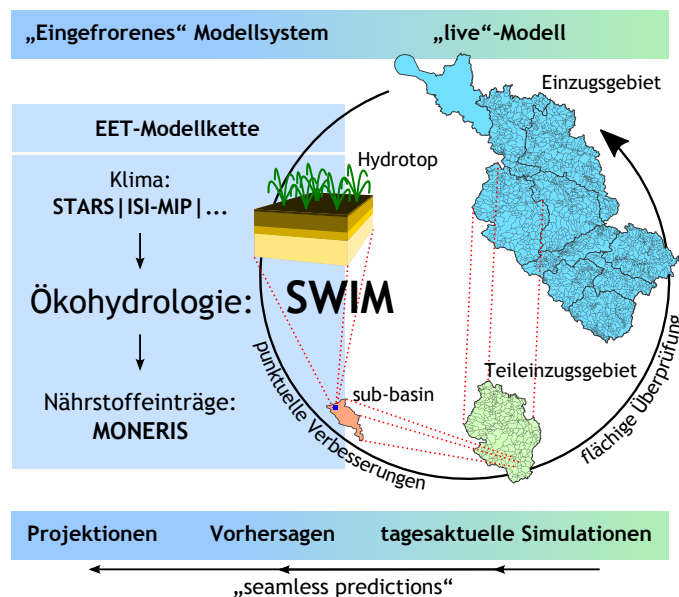 „Eingefrorenes“ Modellsystem
„live“-Modell
Einzugsgebiet
EET-Modellkette
Hydrotop
Klima:
STARS|ISI-MIP|...
Ökohydrologie: SWIM
Teileinzugsgebiet
sub-basin
Nährstoffeinträge:
MONERIS
punktuelle Verbesserungen
flächige Überprüfung
Projektionen
Vorhersagen
tagesaktuelle Simulationen
„seamless predictions“